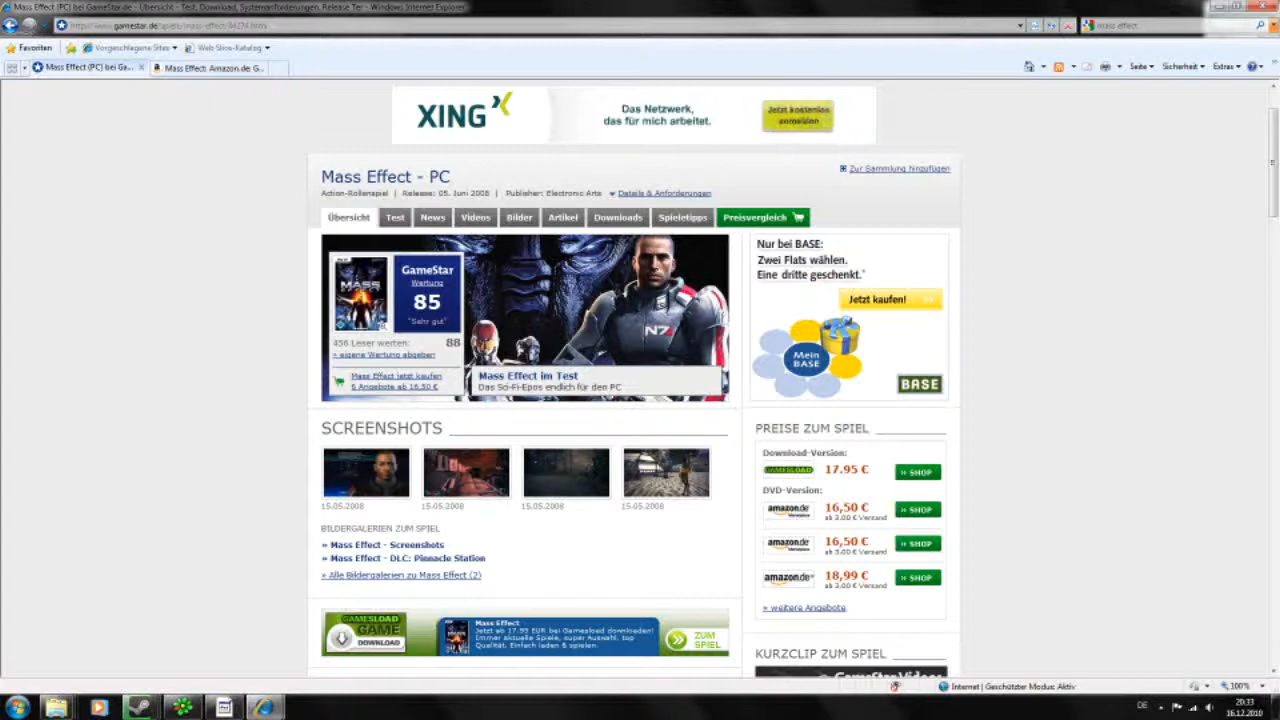 Mass Effect (PC) bei GameStar.de - Übersicht - Test, Download, Systemanforderungen, Release Ter - Windows Internet Explorer
mass effect
Favoriten
Vorgeschlagene Sites
Web Slice-Katalog
Mass Effect (PC) bei Ga...
Mass Effect: Amazon.de: G...
Seite
Sicherheit
Extras
XING
Das Netzwerk,
das für mich arbeitet.
Jetzt kostenlos
anmelden
Mass Effect - PC
Zur Sammlung hinzufügen
Action-Rollenspiel | Release: 05. Juni 2008 | Publisher: Electronic Arts
Details & Anforderungen
Übersicht
Test
News
Videos
Bilder
Artikel
Downloads
Spieletipps
Preisvergleich
MASS
GameStar
Wertung
85
"Sehr gut"
456 Leser werten: 88
» eigene Wertung abgeben
Mass Effect jetzt kaufen
6 Angebote ab 16,50 €
N7
Mass Effect im Test
Das Sci-Fi-Epos endlich für den PC
Nur bei BASE:
Zwei Flats wählen.
Eine dritte geschenkt.*
Jetzt kaufen!
Mein
BASE
BASE
SCREENSHOTS
15.05.2008
15.05.2008
15.05.2008
15.05.2008
BILDERGALERIEN ZUM SPIEL
» Mass Effect - Screenshots
» Mass Effect - DLC: Pinnacle Station
» Alle Bildergalerien zu Mass Effect (2)
GAMESLOAD
GAME
DOWNLOAD
Mass Effect
Jetzt ab 17.95 EUR bei Gamesload downloaden!
Immer aktuelle Spiele, super Auswahl, top
Qualität. Einfach laden & spielen.
ZUM
SPIEL
PREISE ZUM SPIEL
Download-Version:
GAMESLOAD
17.95 €
» SHOP
DVD-Version:
amazon.de
16,50 €
ab 3.00 € Versand
» SHOP
amazon.de
16,50 €
ab 3.00 € Versand
» SHOP
amazon.de
18,99 €
ab 3.00 € Versand
» SHOP
» weitere Angebote
KURZCLIP ZUM SPIEL
Internet | Geschützter Modus: Aktiv
100%
DE
20:33
16.12.2010